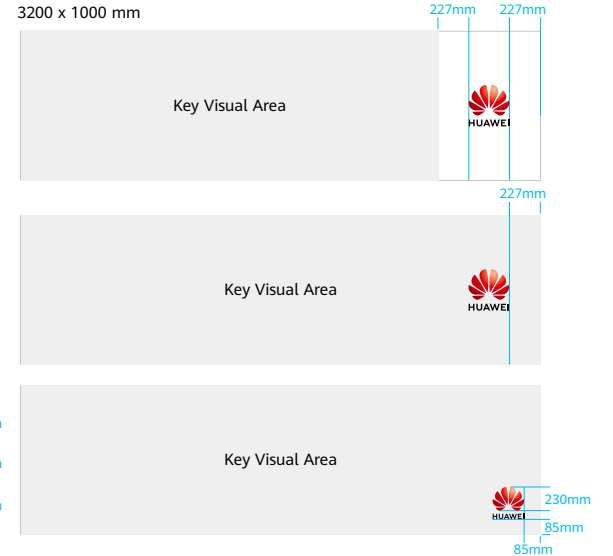 3200 x 1000 mm
227mm 227mm
Key Visual Area
HUAWEI
227mm
Key Visual Area
HUAWEI
Key Visual Area
230mm
HUAWEI
85mm
85mm